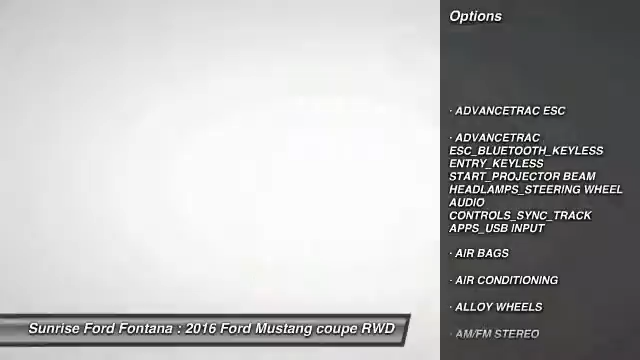 Options
· ADVANCETRAC ESC
· ADVANCETRAC
ESC_BLUETOOTH_KEYLESS
ENTRY_KEYLESS
START_PROJECTOR BEAM
HEADLAMPS_STEERING WHEEL
AUDIO
CONTROLS_SYNC_TRACK
APPS_USB INPUT
· AIR BAGS
· AIR CONDITIONING
· ALLOY WHEELS
· AM/FM STEREO
Sunrise Ford Fontana : 2016 Ford Mustang coupe RWD